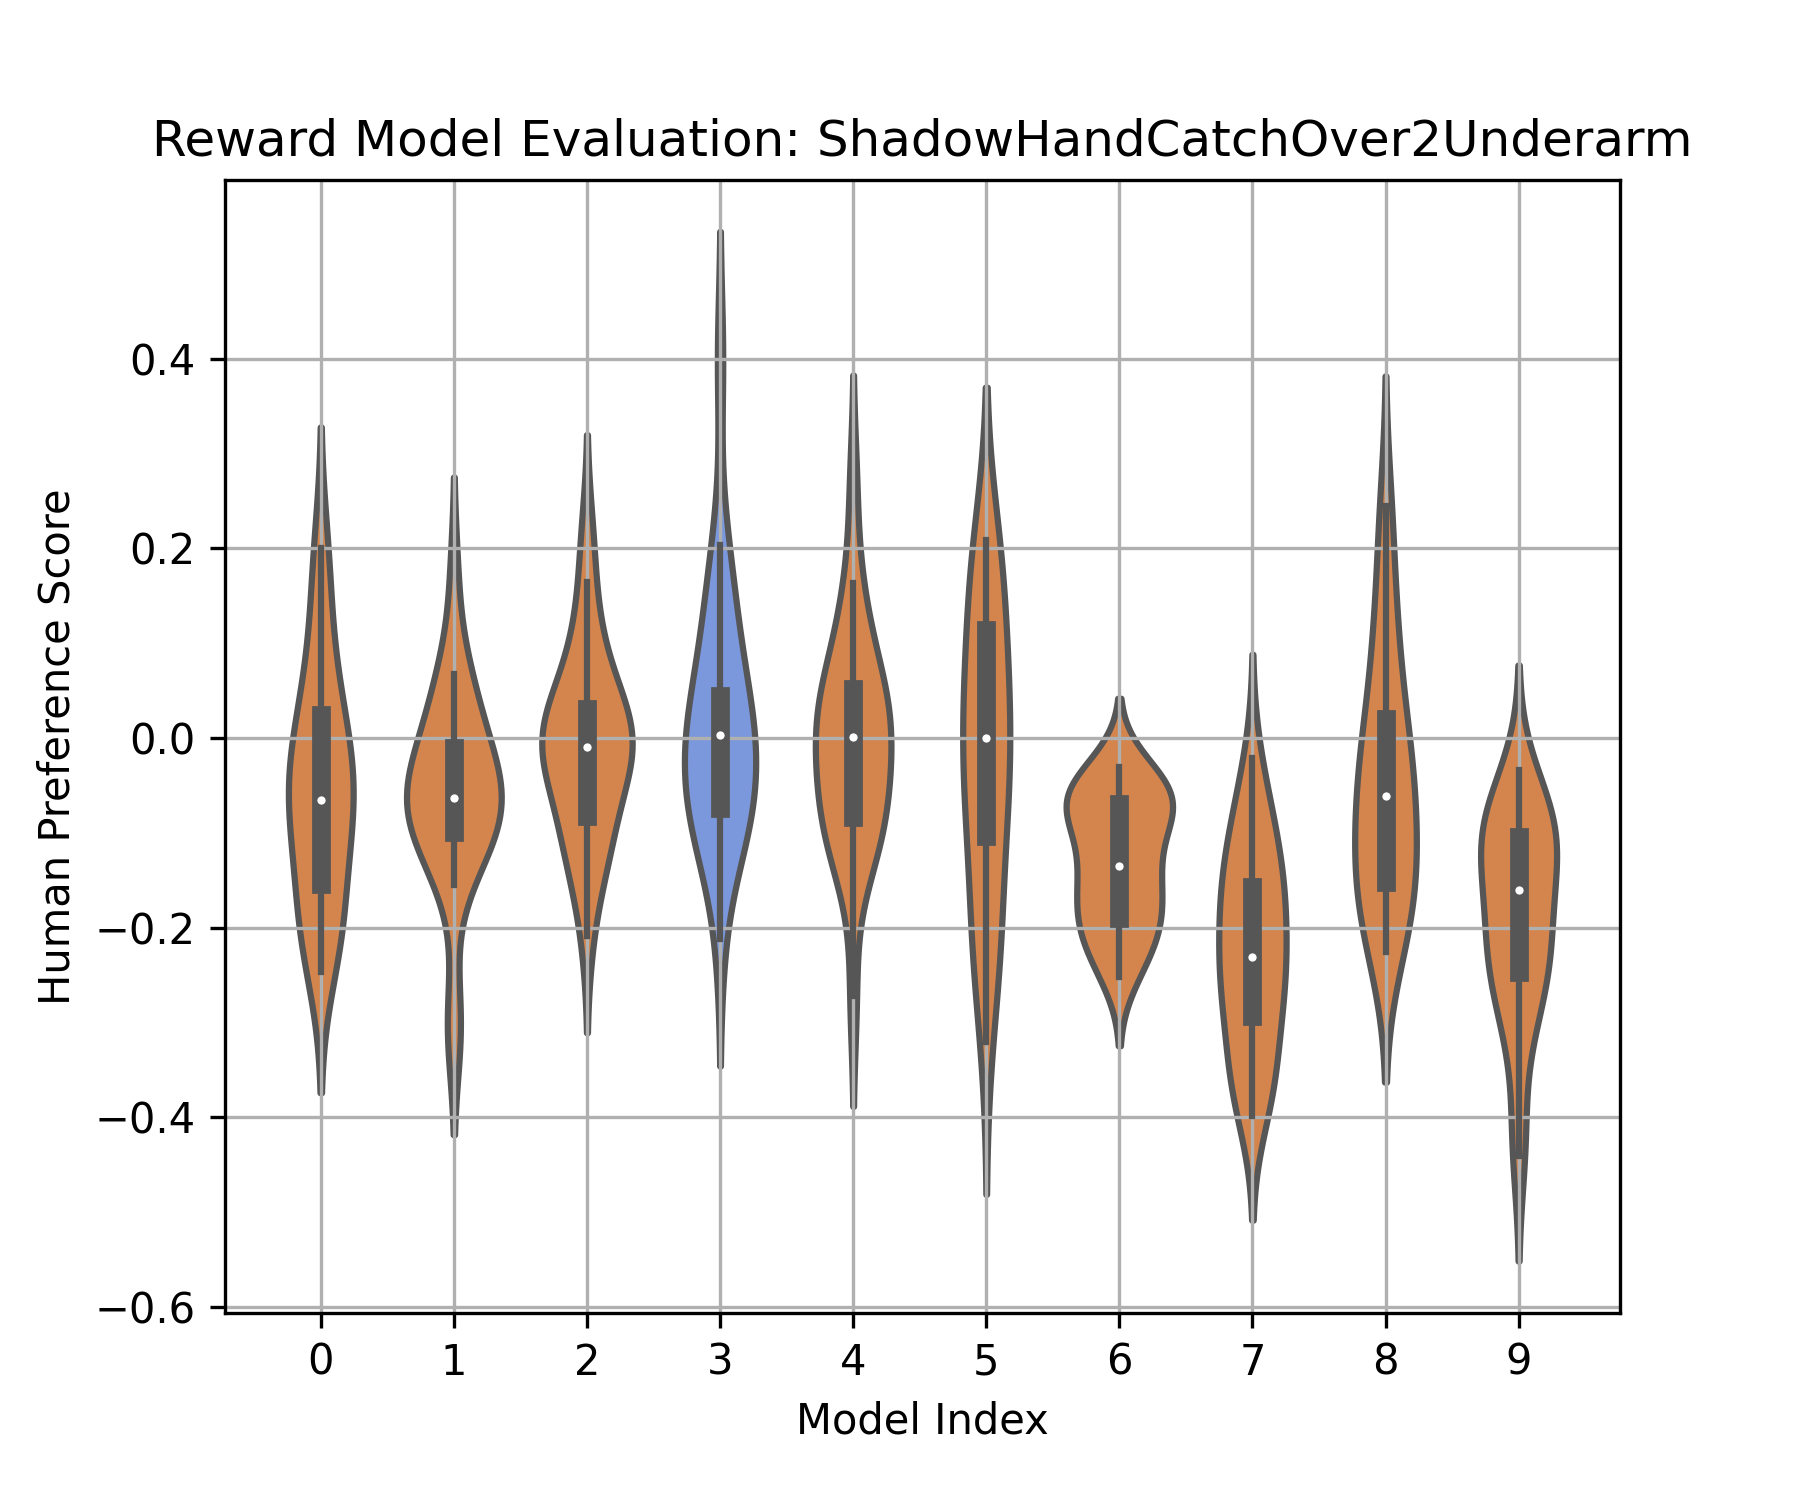 Reward Model Evaluation: ShadowHandCatchOver2Underarm
Human Preference Score
0.4
0.2
0.0
−0.2
−0.4
−0.6
0 1 2 3 4 5 6 7 8 9
Model Index